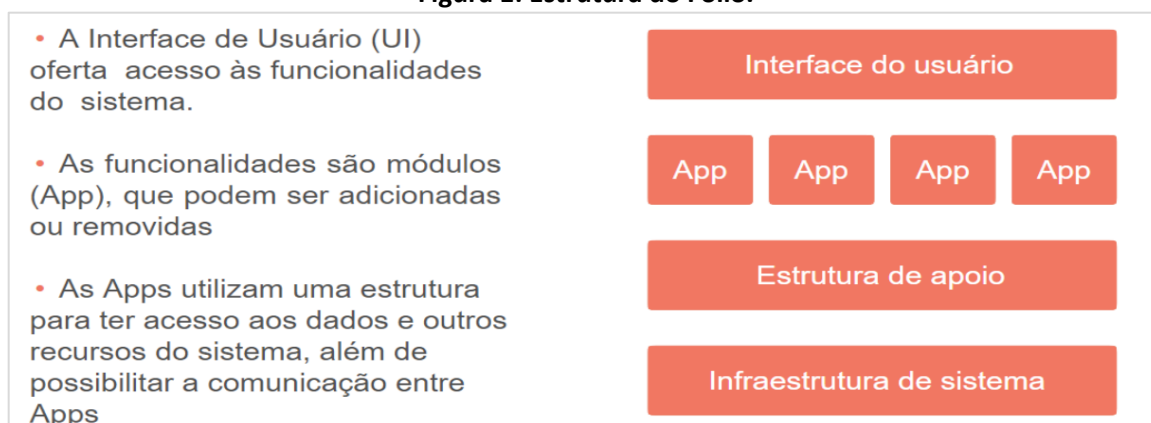 • A Interface de Usuário (UI)
oferta acesso às funcionalidades
do sistema.
• As funcionalidades são módulos
(App), que podem ser adicionadas
ou removidas
• As Apps utilizam uma estrutura
para ter acesso aos dados e outros
recursos do sistema, além de
possibilitar a comunicação entre
Apps
Interface do usuário
App App App App
Estrutura de apoio
Infraestrutura de sistema